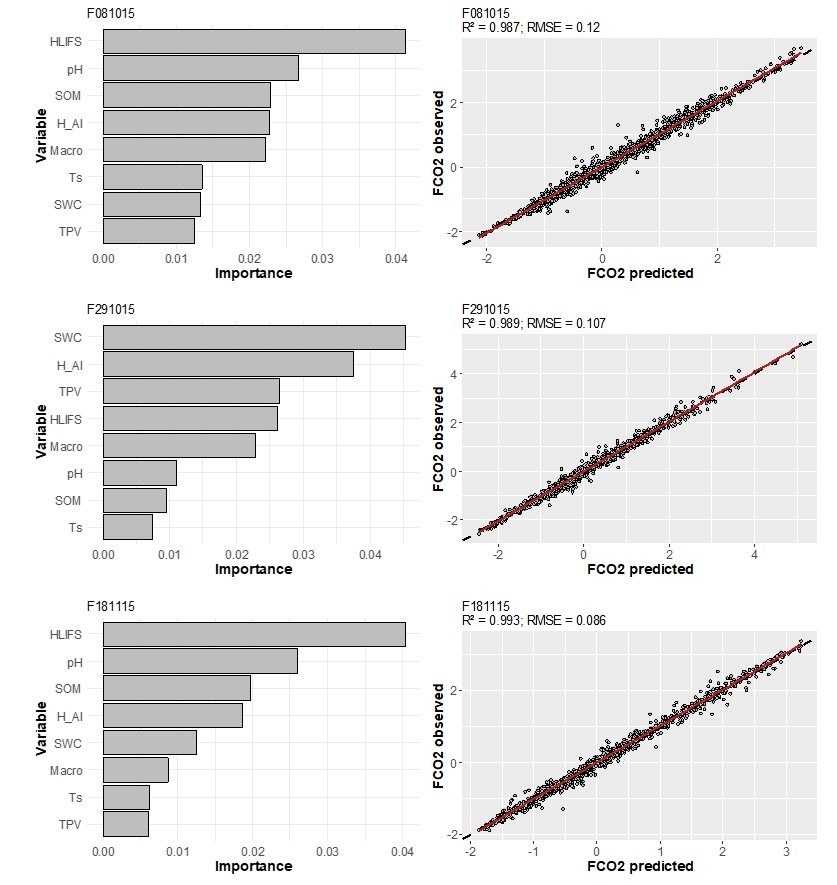 F081015
HLIFS
pH
SOM
H_AI
Macro
Ts
SWC
TPV
Variable
0.00 0.01 0.02 0.03 0.04
Importance
F081015
R² = 0.987; RMSE = 0.12
FCO2 observed
2
0
-2
-2 0 2
FCO2 predicted
F291015
SWC
H_AI
TPV
HLIFS
Macro
pH
SOM
Ts
Variable
0.00 0.01 0.02 0.03 0.04
Importance
F291015
R² = 0.989; RMSE = 0.107
FCO2 observed
4
2
0
-2
-2 0 2 4
FCO2 predicted
F181115
HLIFS
pH
SOM
H_AI
SWC
Macro
Ts
TPV
Variable
0.00 0.01 0.02 0.03 0.04
Importance
F181115
R² = 0.993; RMSE = 0.086
FCO2 observed
2
0
-2
-2 -1 0 1 2 3
FCO2 predicted